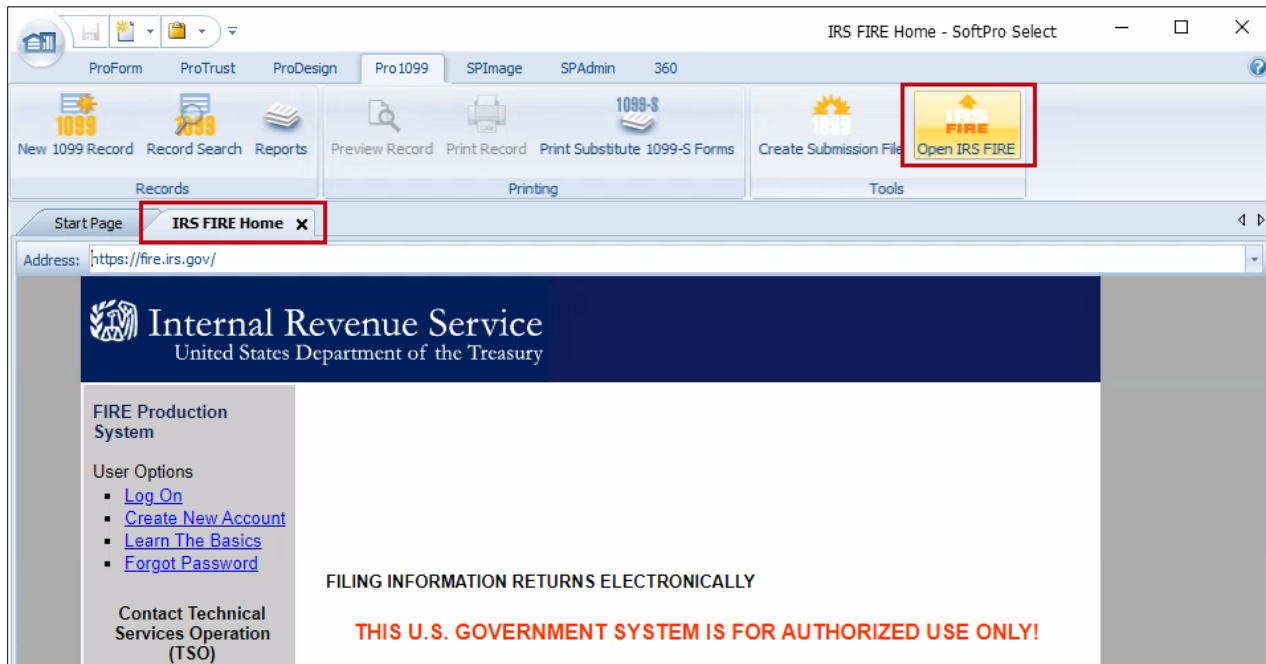 IRS FIRE Home - SoftPro Select
ProForm ProTrust ProDesign Pro1099 SPImage SPAdmin 360
1099 1099 1099-S 1099 IRS FIRE
New 1099 Record Record Search Reports Preview Record Print Record Print Substitute 1099-S Forms Create Submission File Open IRS FIRE
Records Printing Tools
Start Page IRS FIRE Home x
Address: https://fire.irs.gov/
Internal Revenue Service
United States Department of the Treasury
FIRE Production
System
User Options
Log On
Create New Account
Learn The Basics
Forgot Password
FILING INFORMATION RETURNS ELECTRONICALLY
Contact Technical
Services Operation
(TSO)
THIS U.S. GOVERNMENT SYSTEM IS FOR AUTHORIZED USE ONLY!